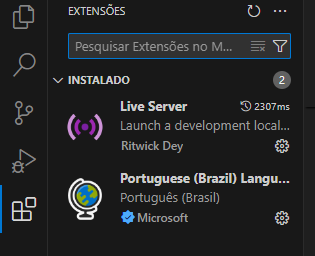 EXTENSÕES
Pesquisar Extensões no M...
INSTALADO 2
Live Server 2307ms
Launch a development local...
Ritwick Dey
Portuguese (Brazil) Langu...
Português (Brasil)
Microsoft